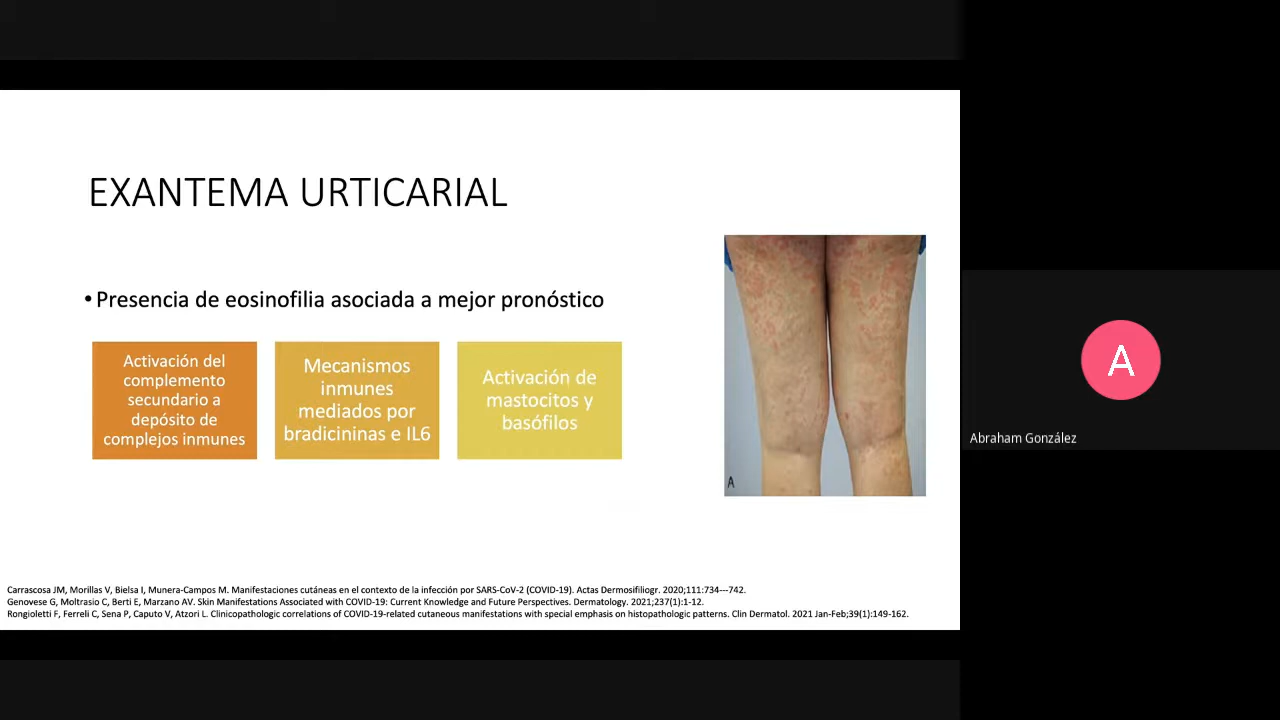 EXANTEMA URTICARIAL
• Presencia de eosinofilia asociada a mejor pronóstico
Activación del
complemento
secundario a
depósito de
complejos inmunes
Mecanismos
inmunes
mediados por
bradicininas e IL6
Activación de
mastocitos y
basófilos
A
A
Abraham González
Carrascosa JM, Morillas V, Bielsa I, Munera-Campos M. Manifestaciones cutáneas en el contexto de la infección por SARS-CoV-2 (COVID-19). Actas Dermosifiliogr. 2020;111:734---742.
Genovese G, Moltrasio C, Berti E, Marzano AV. Skin Manifestations Associated with COVID-19: Current Knowledge and Future Perspectives. Dermatology. 2021;237(1):1-12.
Rongioletti F, Ferreli C, Sena P, Caputo V, Atzori L. Clinicopathologic correlations of COVID-19-related cutaneous manifestations with special emphasis on histopathologic patterns. Clin Dermatol. 2021 Jan-Feb;39(1):149-162.